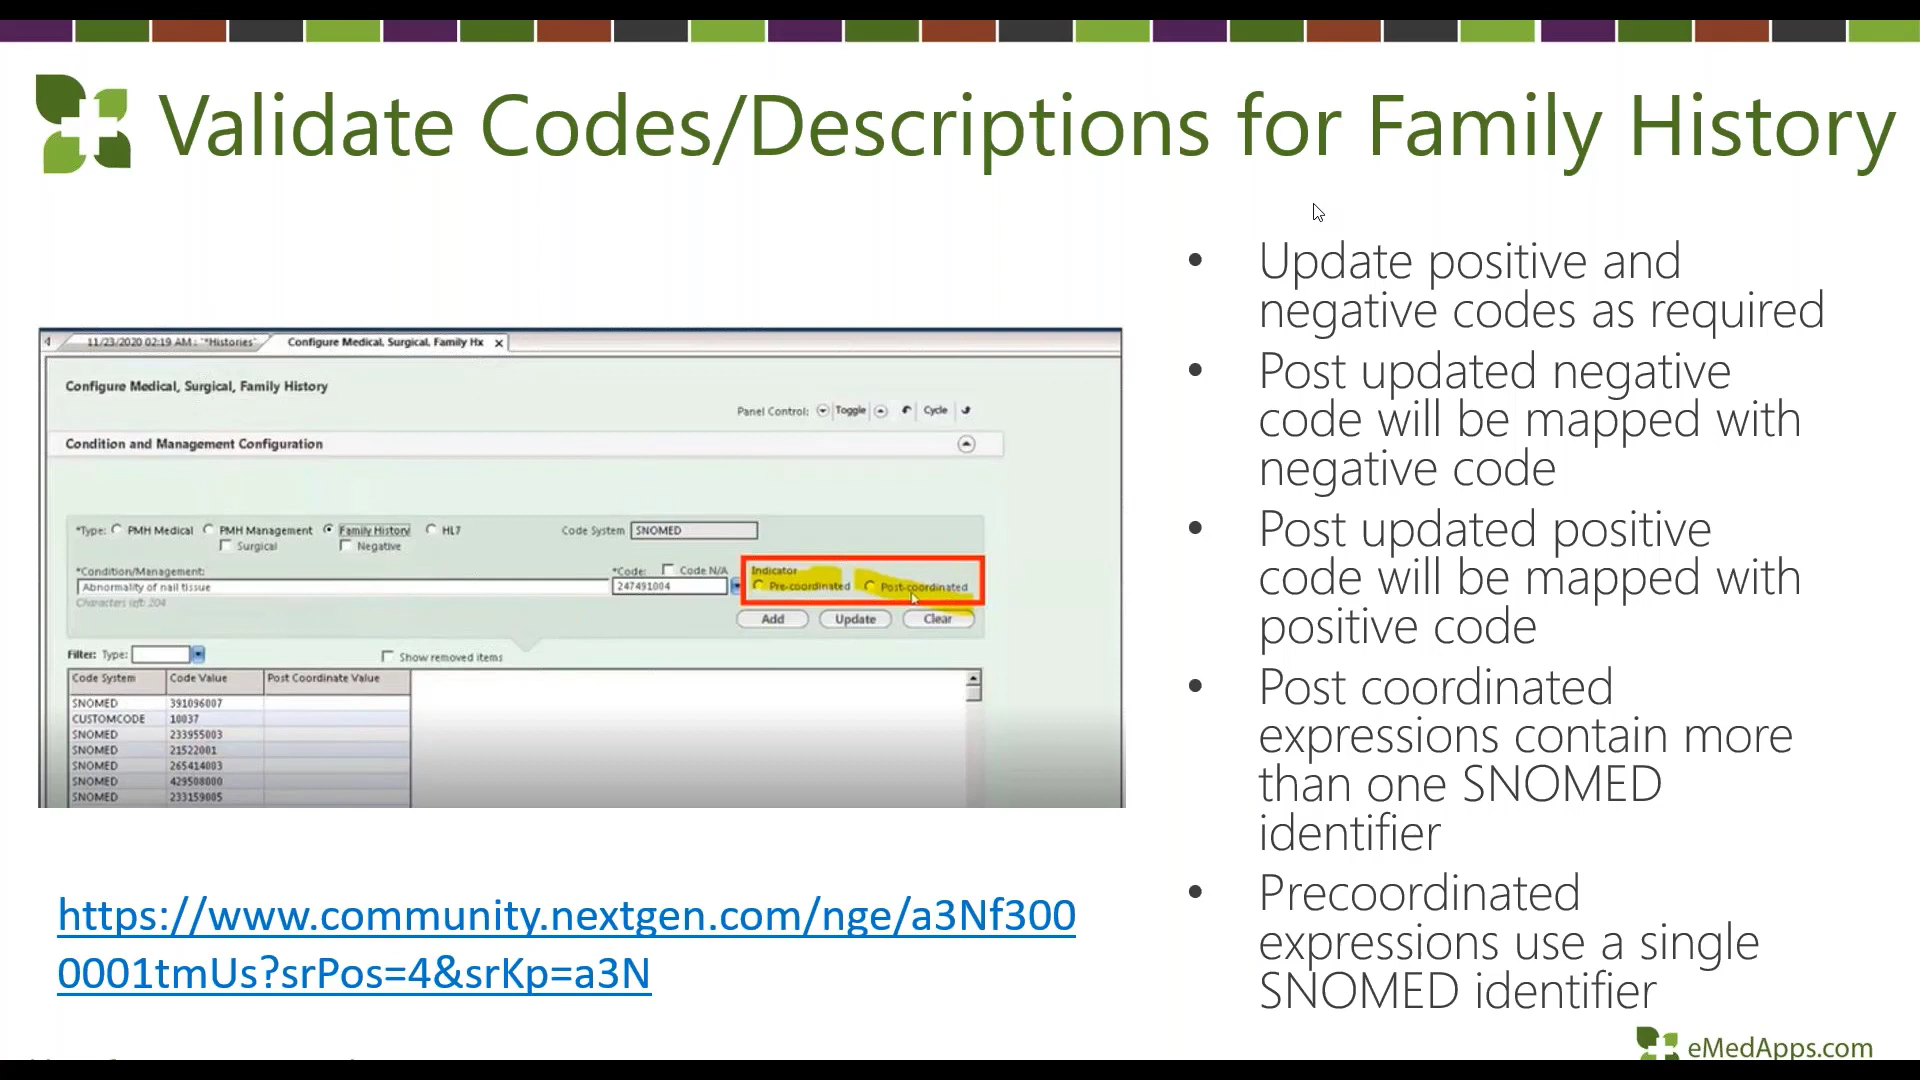 Validate Codes/Descriptions for Family History
11/23/2020 02:19 AM : "*Histories"
Configure Medical, Surgical, Family Hx
Configure Medical, Surgical, Family History
Panel Control: Toggle Cycle
Condition and Management Configuration
*Type: PMH Medical PMH Management Family History HL7 Code System SNOMED
Surgical Negative
*Condition/Management: *Code: Code N/A Indicator
Abnormality of nail tissue 247491004 Pre-coordinated Post-coordinated
Characters left: 204
Add Update Clear
Filter: Type: Show removed items
Code System Code Value Post Coordinate Value
SNOMED 391096007
CUSTOMCODE 10037
SNOMED 233955003
SNOMED 21522001
SNOMED 265414003
SNOMED 429508000
SNOMED 233159005
https://www.community.nextgen.com/nge/a3Nf300
0001tmUs?srPos=4&srKp=a3N
• Update positive and
negative codes as required
• Post updated negative
code will be mapped with
negative code
• Post updated positive
code will be mapped with
positive code
• Post coordinated
expressions contain more
than one SNOMED
identifier
• Precoordinated
expressions use a single
SNOMED identifier
eMedApps.com